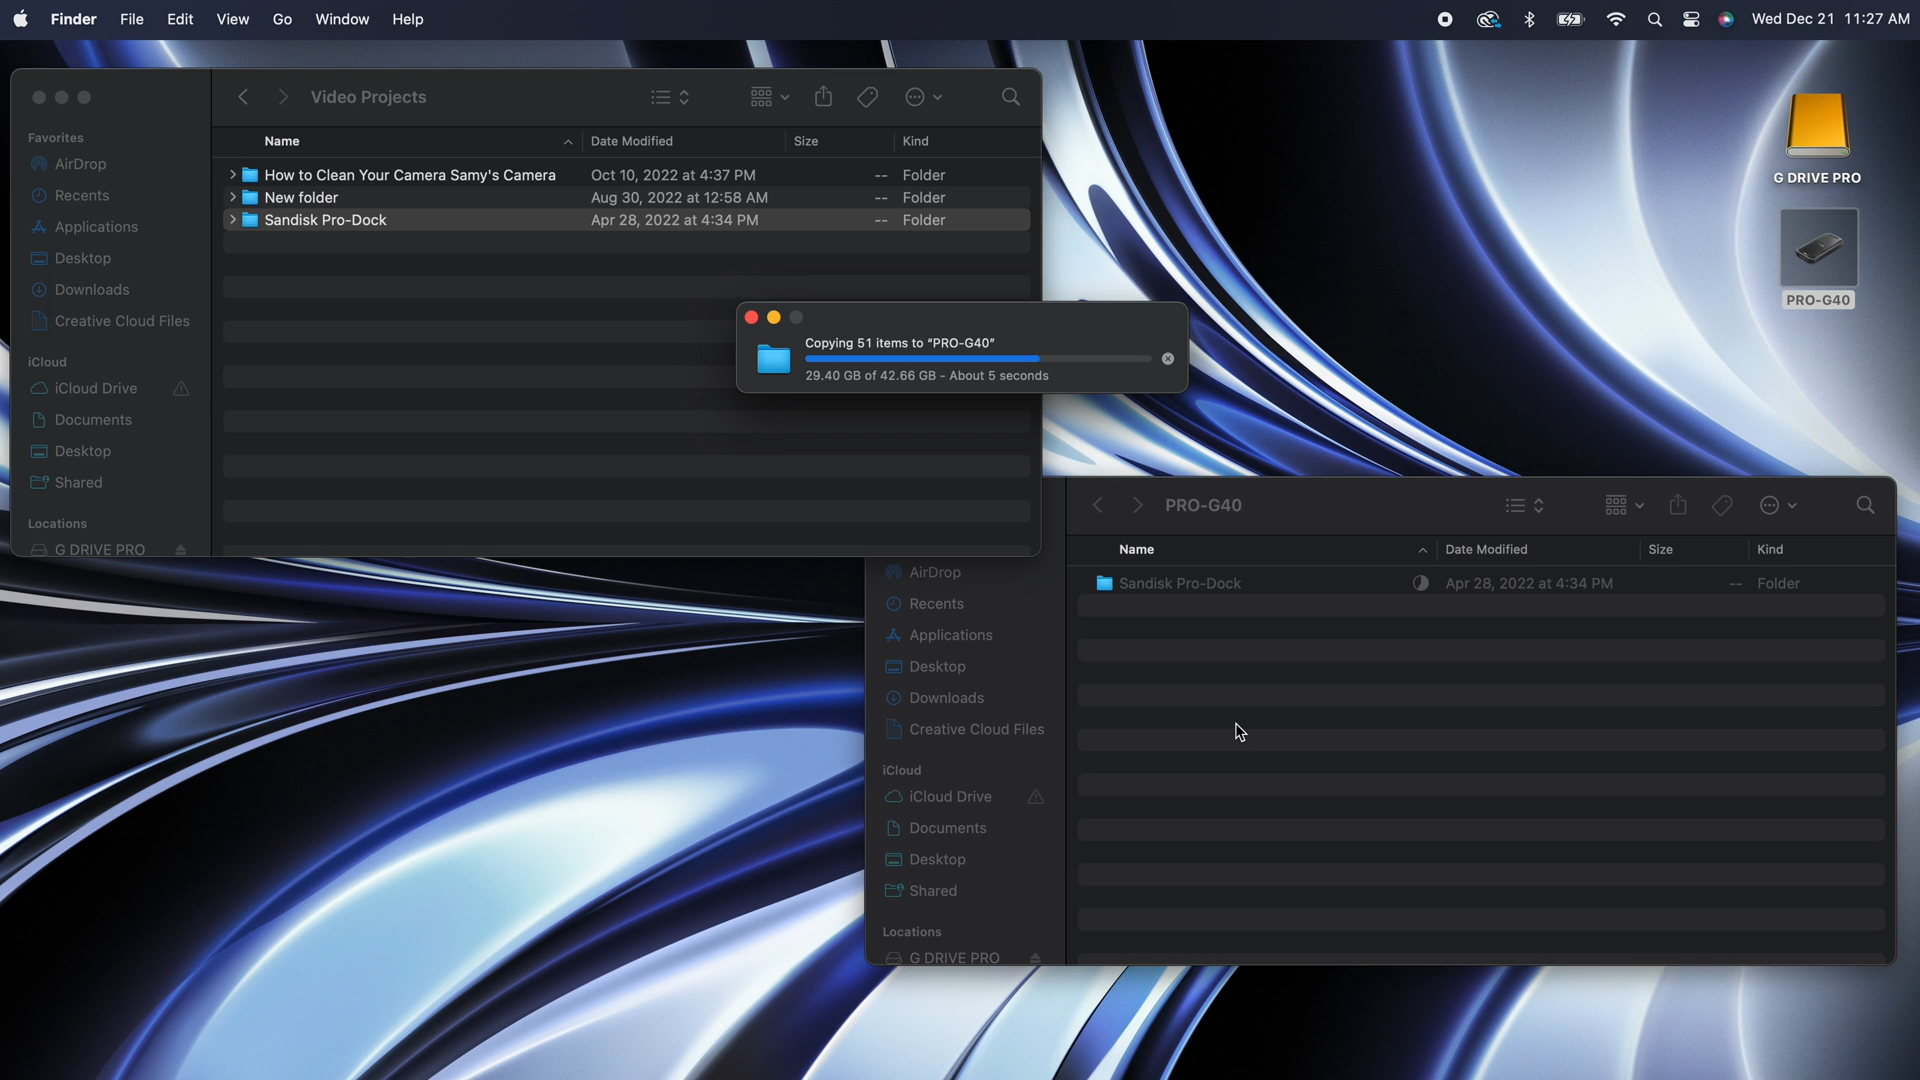 Finder File Edit View Go Window Help Wed Dec 21 11:27 AM
Video Projects
Favorites
AirDrop
Recents
Applications
Desktop
Downloads
Creative Cloud Files
iCloud
iCloud Drive
Documents
Desktop
Shared
Locations
G DRIVE PRO
Name Date Modified Size Kind
How to Clean Your Camera Samy's Camera Oct 10, 2022 at 4:37 PM -- Folder
New folder Aug 30, 2022 at 12:58 AM -- Folder
Sandisk Pro-Dock Apr 28, 2022 at 4:34 PM -- Folder
Copying 51 items to “PRO-G40”
29.40 GB of 42.66 GB - About 5 seconds
G DRIVE PRO
PRO-G40
PRO-G40
AirDrop
Recents
Applications
Desktop
Downloads
Creative Cloud Files
iCloud
iCloud Drive
Documents
Desktop
Shared
Locations
G DRIVE PRO
Name Date Modified Size Kind
Sandisk Pro-Dock Apr 28, 2022 at 4:34 PM -- Folder